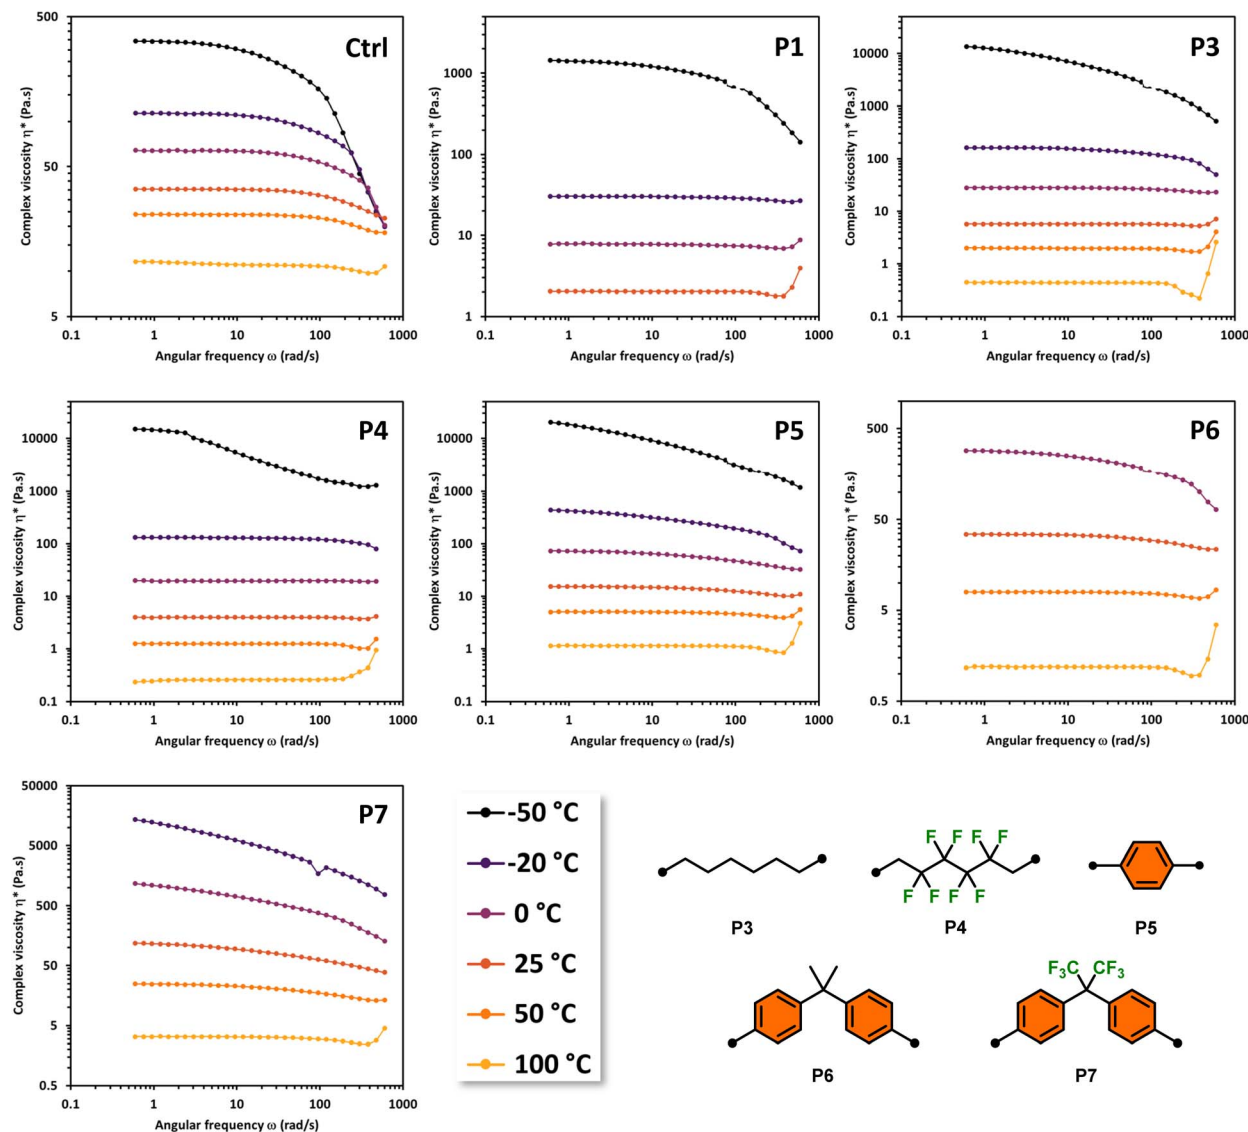 Ctrl
Complex viscosity η* (Pa.s)
500
50
5
0.1 1 10 100 1000
Angular frequency ω (rad/s)
P1
Complex viscosity η* (Pa.s)
1000
100
10
1
0.1 1 10 100 1000
Angular frequency ω (rad/s)
P3
Complex viscosity η* (Pa.s)
10000
1000
100
10
1
0.1
0.1 1 10 100 1000
Angular frequency ω (rad/s)
P4
Complex viscosity η* (Pa.s)
10000
1000
100
10
1
0.1
0.1 1 10 100 1000
Angular frequency ω (rad/s)
P5
Complex viscosity η* (Pa.s)
10000
1000
100
10
1
0.1
0.1 1 10 100 1000
Angular frequency ω (rad/s)
P6
Complex viscosity η* (Pa.s)
500
50
5
0.5
0.1 1 10 100 1000
Angular frequency ω (rad/s)
P7
Complex viscosity η* (Pa.s)
50000
5000
500
50
5
0.5
0.1 1 10 100 1000
Angular frequency ω (rad/s)
-50 °C
-20 °C
0 °C
25 °C
50 °C
100 °C
P3
F F F F
F F F F
P4
P5
P6
F₃C CF₃
P7